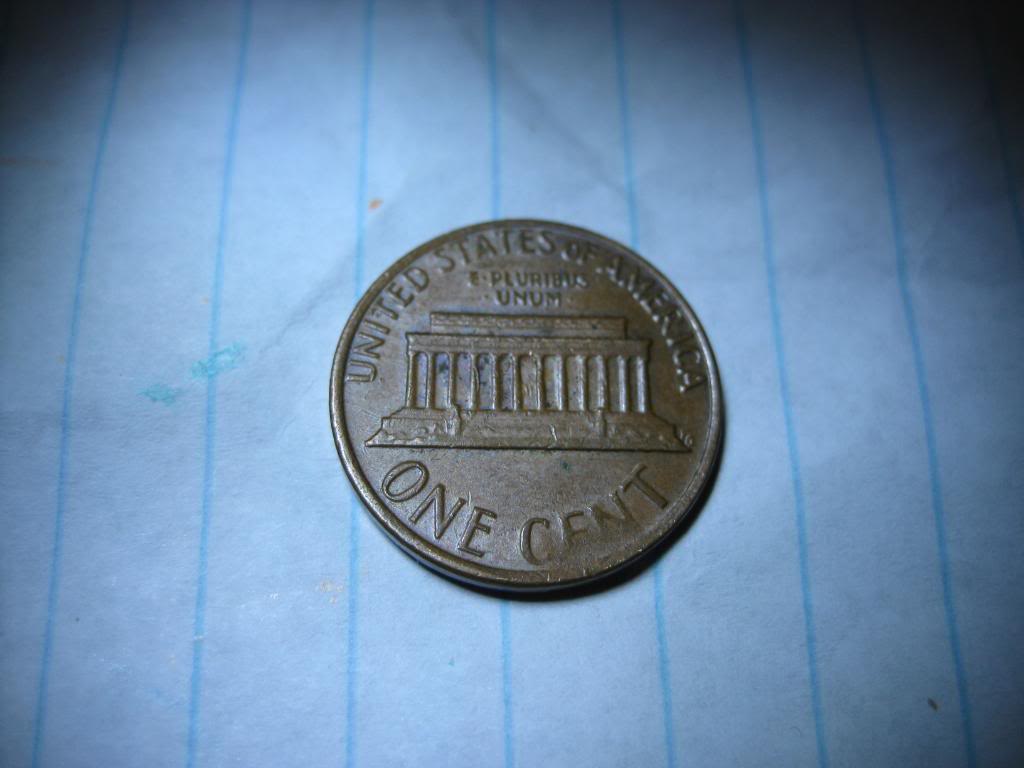 UNITED STATES OF AMERICA
E·PLURIBUS
·UNUM·
ONE CENT